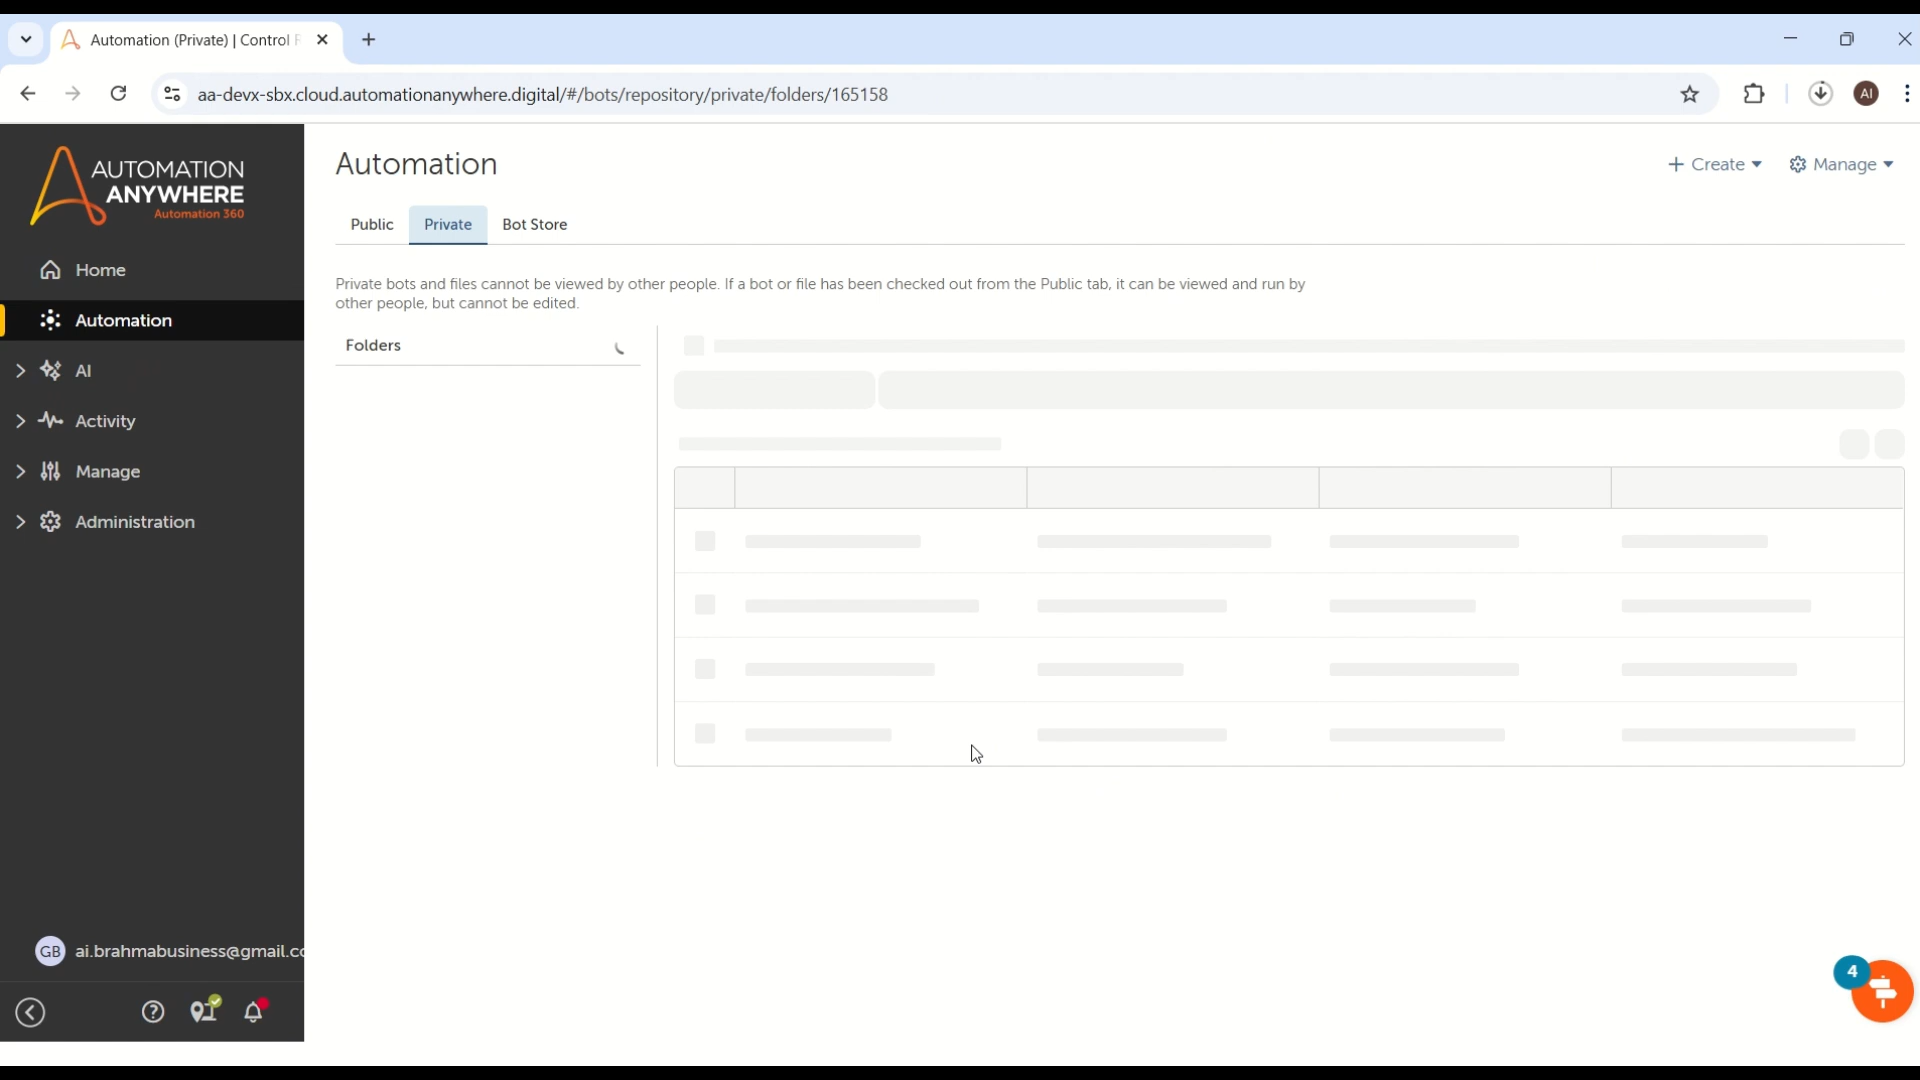 Automation (Private) | Control
aa-devx-sbx.cloud.automationanywhere.digital/#/bots/repository/private/folders/165158
AI
AUTOMATION
ANYWHERE
Automation 360
Home
Automation
AI
Activity
Manage
Administration
GB ai.brahmabusiness@gmail.cc
Automation
Create
Manage
Public
Private
Bot Store
Private bots and files cannot be viewed by other people. If a bot or file has been checked out from the Public tab, it can be viewed and run by
other people, but cannot be edited.
Folders
4